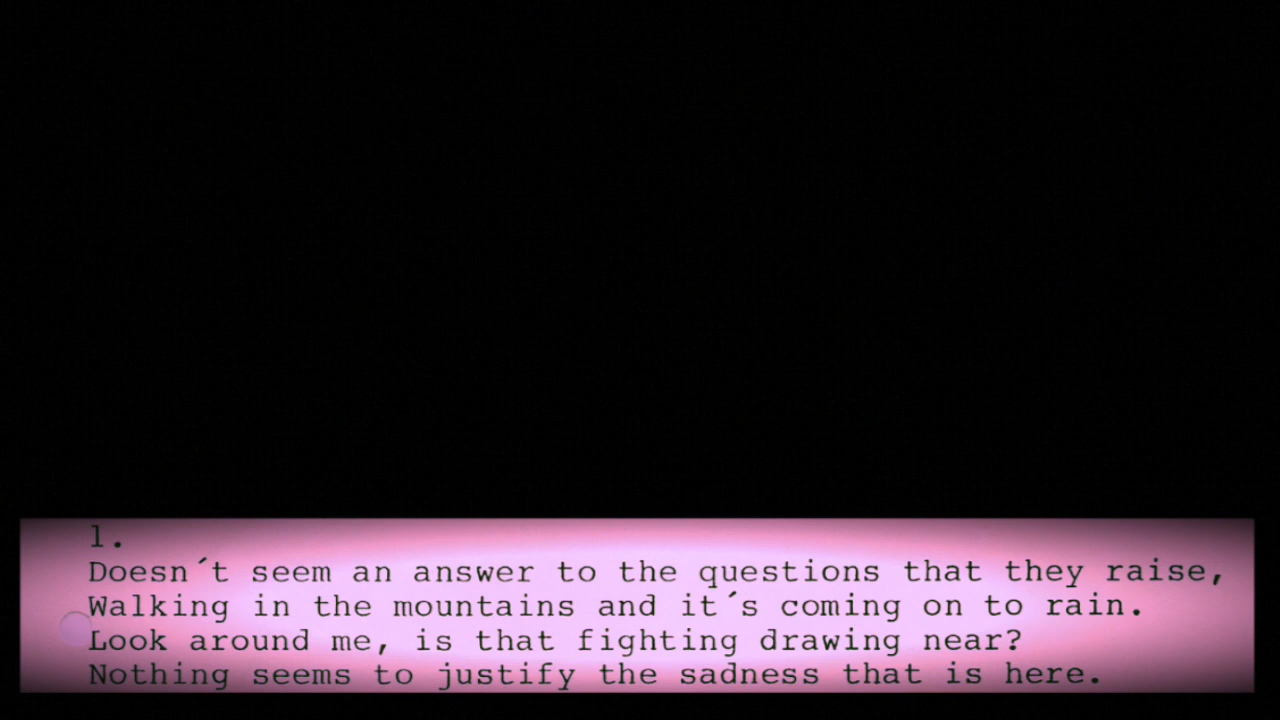 1.
Doesn´t seem an answer to the questions that they raise,
Walking in the mountains and it´s coming on to rain.
Look around me, is that fighting drawing near?
Nothing seems to justify the sadness that is here.